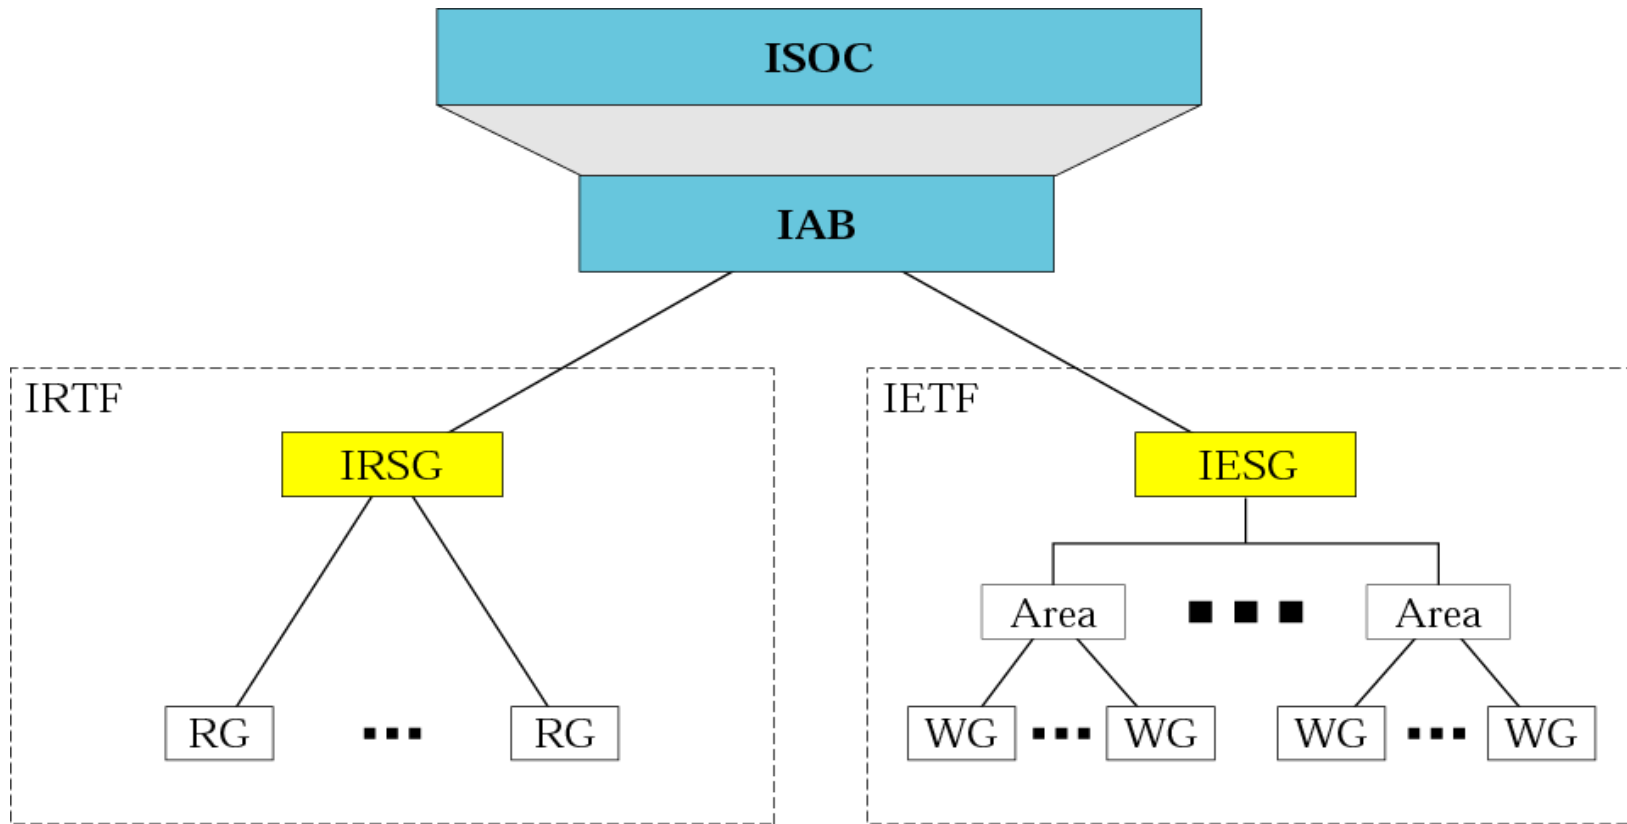 ISOC
IAB
IRTF
IETF
IRSG
IESG
Area
Area
RG
RG
WG
WG
WG
WG